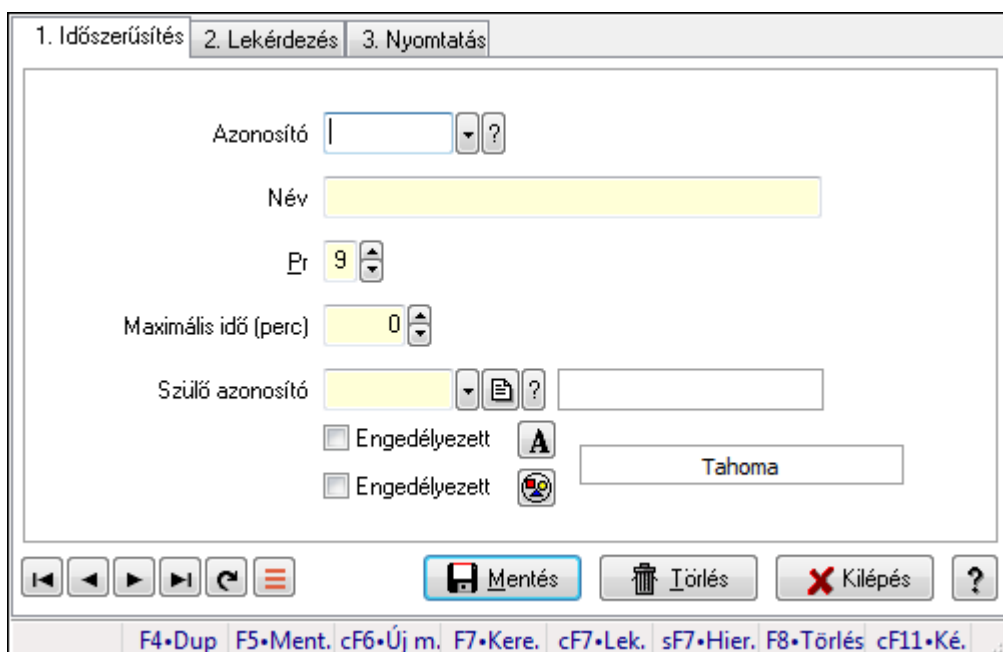 1. Időszerűsítés 2. Lekérdezés 3. Nyomtatás
Azonosító ?
Név
Pr 9
Maximális idő (perc) 0
Szülő azonosító ?
Engedélyezett A
Tahoma
Engedélyezett
Mentés Törlés Kilépés ?
F4•Dup F5•Ment. cF6•Új m. F7•Kere. cF7•Lek. sF7•Hier. F8•Törlés cF11•Ké.